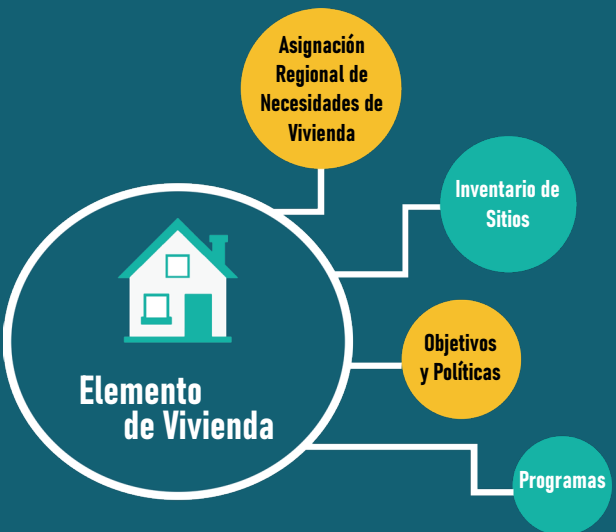 Asignación
Regional de
Necesidades de
Vivienda
Inventario de
Sitios
Objetivos
y Políticas
Elemento
de Vivienda
Programas